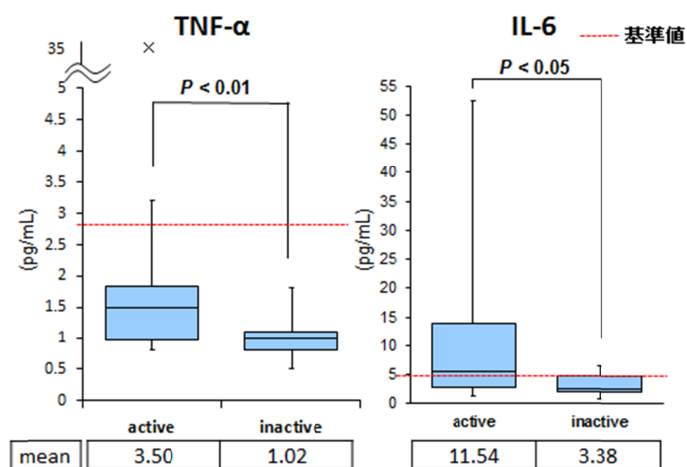 TNF-α
IL-6
基準値
35
5
4.5
4
3.5
3
2.5
2
1.5
1
0.5
0
(pg/mL)
P < 0.01
active
inactive
55
50
45
40
35
30
25
20
15
10
5
0
(pg/mL)
P < 0.05
active
inactive
mean 3.50 1.02 11.54 3.38